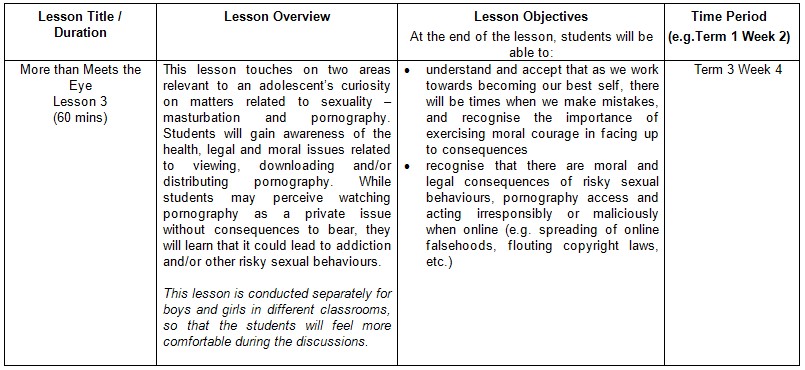 Lesson Title /
Duration
Lesson Overview
Lesson Objectives
At the end of the lesson, students will be
able to:
Time Period
(e.g.Term 1 Week 2)
More than Meets the
Eye
Lesson 3
(60 mins)
This lesson touches on two areas
relevant to an adolescent's curiosity
on matters related to sexuality –
masturbation and pornography.
Students will gain awareness of the
health, legal and moral issues related
to viewing, downloading and/or
distributing pornography. While
students may perceive watching
pornography as a private issue
without consequences to bear, they
will learn that it could lead to addiction
and/or other risky sexual behaviours.
This lesson is conducted separately for
boys and girls in different classrooms,
so that the students will feel more
comfortable during the discussions.
• understand and accept that as we work
towards becoming our best self, there
will be times when we make mistakes,
and recognise the importance of
exercising moral courage in facing up
to consequences
• recognise that there are moral and
legal consequences of risky sexual
behaviours, pornography access and
acting irresponsibly or maliciously
when online (e.g. spreading of online
falsehoods, flouting copyright laws,
etc.)
Term 3 Week 4